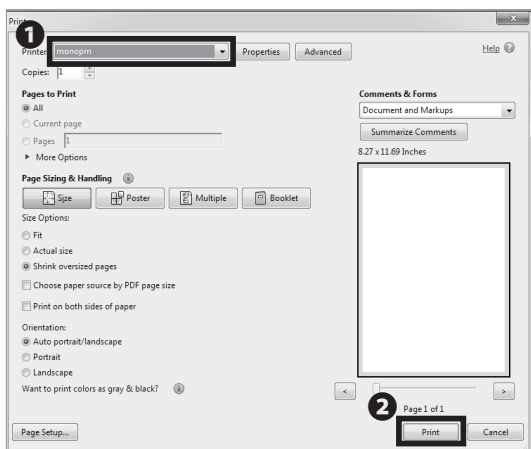 Print
1
Printer: monoprn Properties Advanced Help
Copies: 1
Pages to Print
All
Current page
Pages 1
More Options
Page Sizing & Handling
Size Poster Multiple Booklet
Size Options:
Fit
Actual size
Shrink oversized pages
Choose paper source by PDF page size
Print on both sides of paper
Orientation:
Auto portrait/landscape
Portrait
Landscape
Want to print colors as gray & black?
Comments & Forms
Document and Markups
Summarize Comments
8.27 x 11.69 Inches
< >
2
Page 1 of 1
Page Setup... Print Cancel